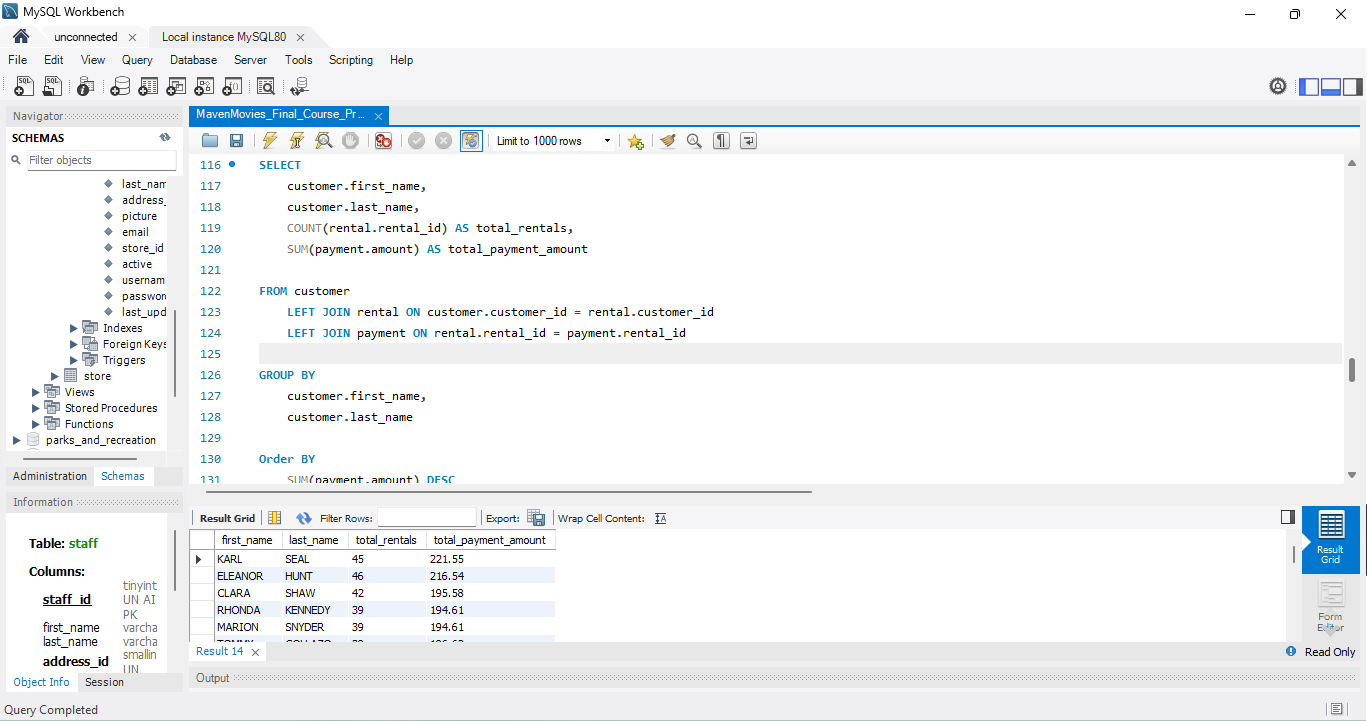 MySQL Workbench
unconnected
Local instance MySQL80
File Edit View Query Database Server Tools Scripting Help
Navigator
SCHEMAS
Filter objects
last_nam
address_
picture
email
store_id
active
usernam
passwor
last_upd
Indexes
Foreign Keys
Triggers
store
Views
Stored Procedures
Functions
parks_and_recreation
Administration Schemas
Information
Table: staff
Columns:
staff_id tinyint UN AI PK
first_name varcha
last_name varcha
address_id smallin UN
Object Info Session
Query Completed
MavenMovies_Final_Course_Pr...
Limit to 1000 rows
116 SELECT
117 customer.first_name,
118 customer.last_name,
119 COUNT(rental.rental_id) AS total_rentals,
120 SUM(payment.amount) AS total_payment_amount
121
122 FROM customer
123 LEFT JOIN rental ON customer.customer_id = rental.customer_id
124 LEFT JOIN payment ON rental.rental_id = payment.rental_id
125
126 GROUP BY
127 customer.first_name,
128 customer.last_name
129
130 Order BY
131 SUM(payment.amount) DESC
Result Grid Filter Rows: Export: Wrap Cell Content:
first_name last_name total_rentals total_payment_amount
KARL SEAL 45 221.55
ELEANOR HUNT 46 216.54
CLARA SHAW 42 195.58
RHONDA KENNEDY 39 194.61
MARION SNYDER 39 194.61
Result Grid
Form Editor
Result 14
Read Only
Output